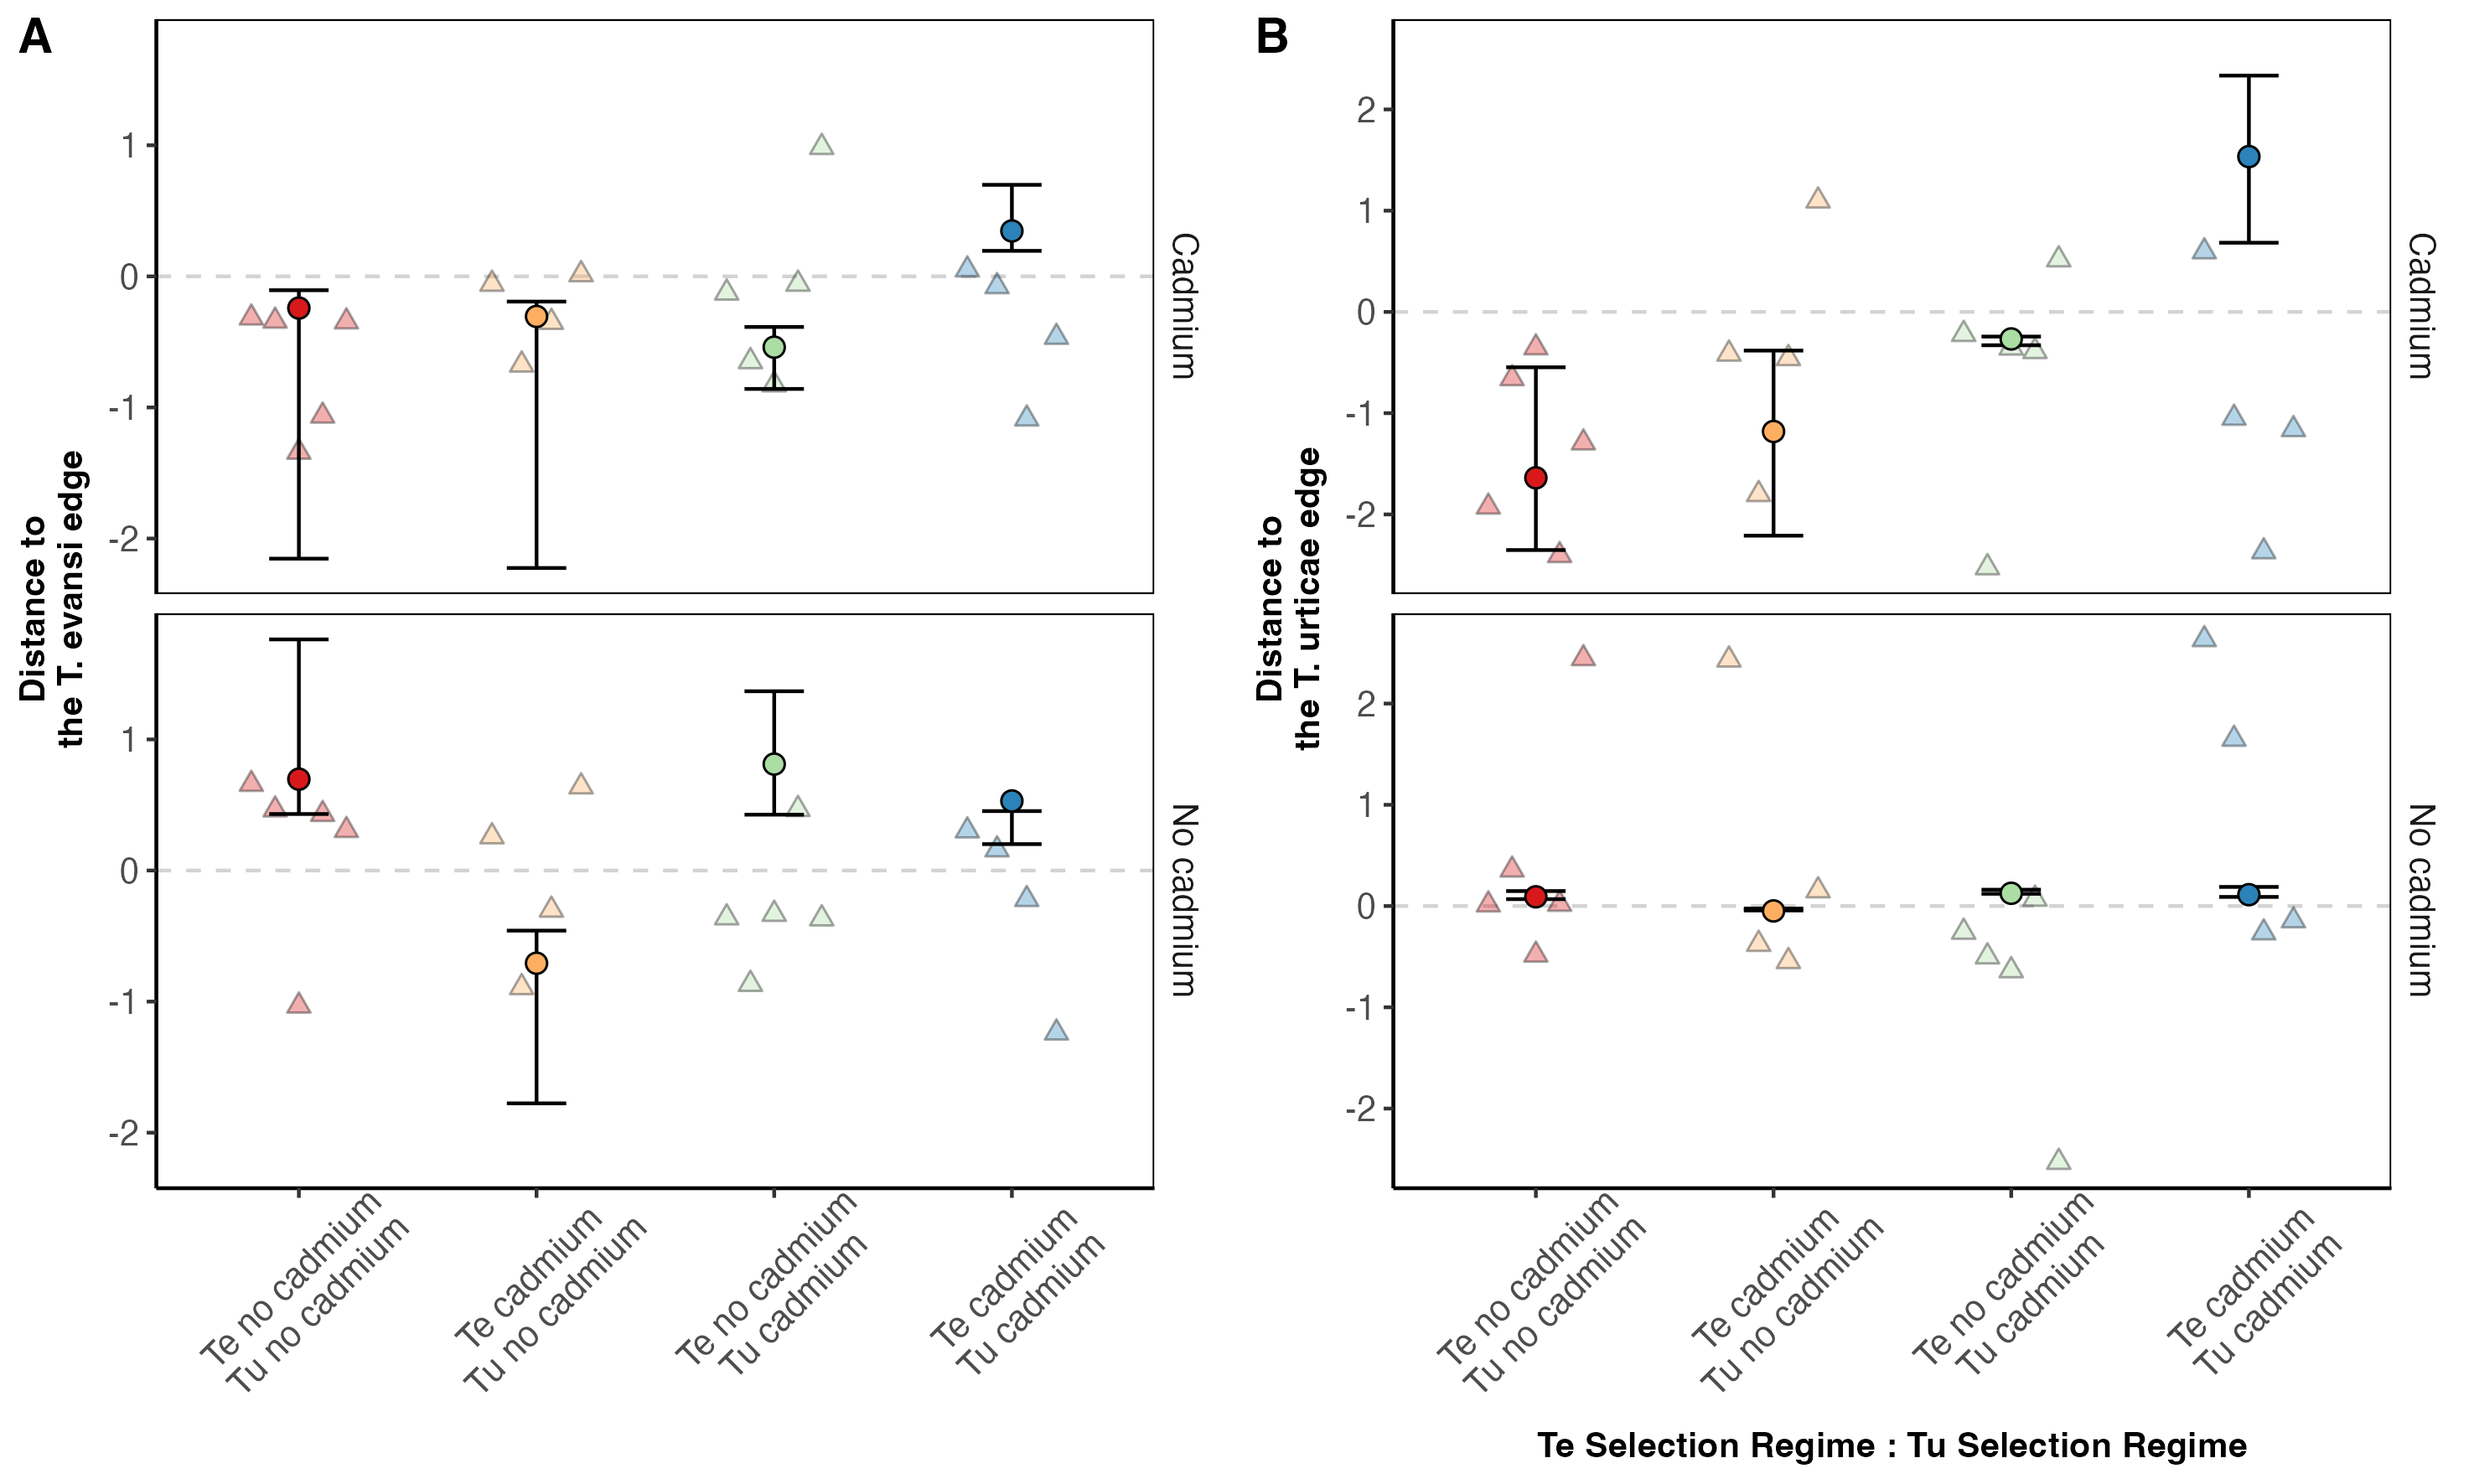 A
Distance to
the T. evansi edge
1
0
-1
-2
Cadmium
1
0
-1
-2
No cadmium
Te no cadmium
Tu no cadmium
Te cadmium
Tu no cadmium
Te no cadmium
Tu cadmium
Te cadmium
Tu cadmium
B
Distance to
the T. urticae edge
2
1
0
-1
-2
Cadmium
2
1
0
-1
-2
No cadmium
Te no cadmium
Tu no cadmium
Te cadmium
Tu no cadmium
Te no cadmium
Tu cadmium
Te cadmium
Tu cadmium
Te Selection Regime : Tu Selection Regime